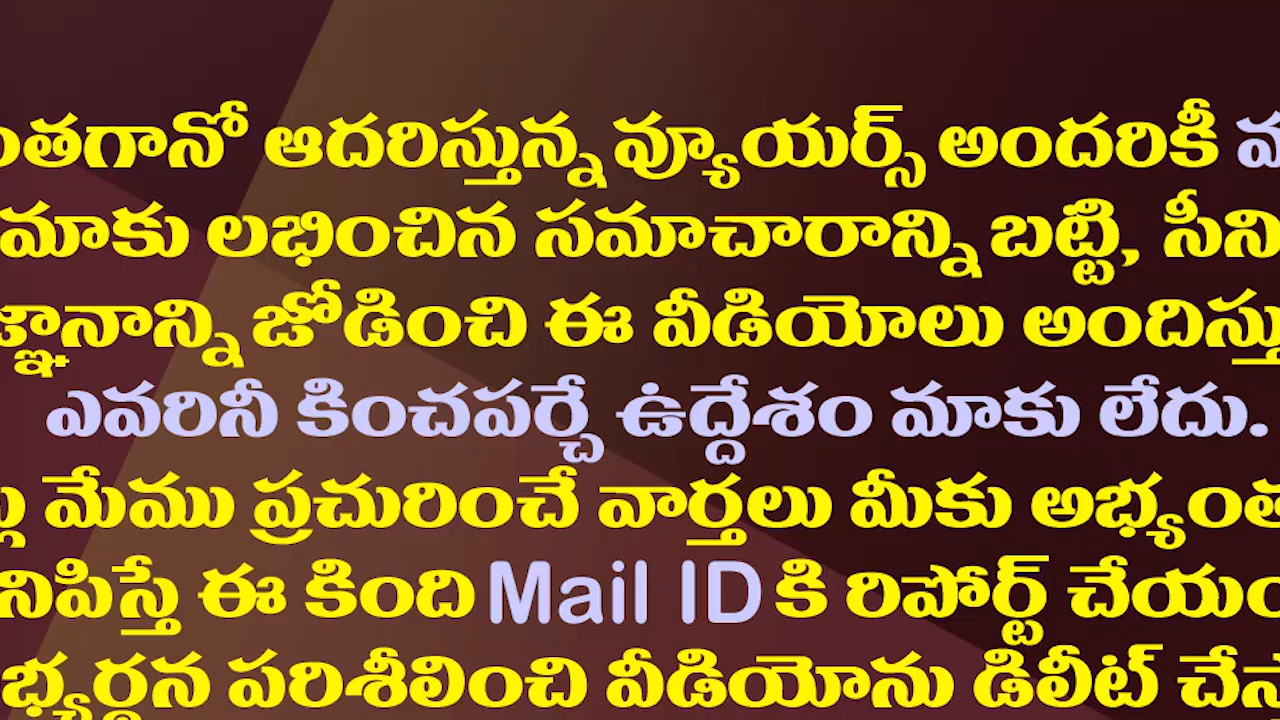 ఆదరిస్తున్న వ్యూయర్స్ అందరికీ
మాకు లభించిన సమాచారాన్ని బట్టి,
జోడించి ఈ వీడియోలు
ఎవరినీ కించపర్చే ఉద్దేశం మాకు లేదు.
మేము ప్రచురించే వార్తలు మీకు
ఈ కింది Mail ID కి రిపోర్ట్
పరిశీలించి వీడియోను డిలీట్